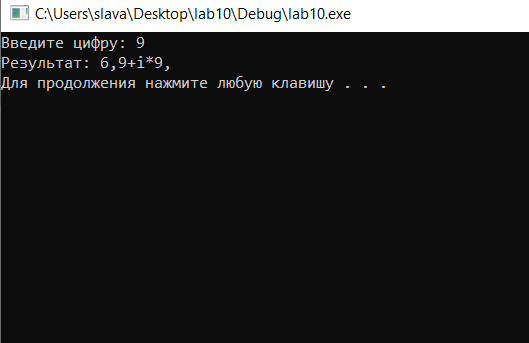 C:\Users\slava\Desktop\lab10\Debug\lab10.exe
Введите цифру: 9
Результат: 6,9+i*9,
Для продолжения нажмите любую клавишу . . .